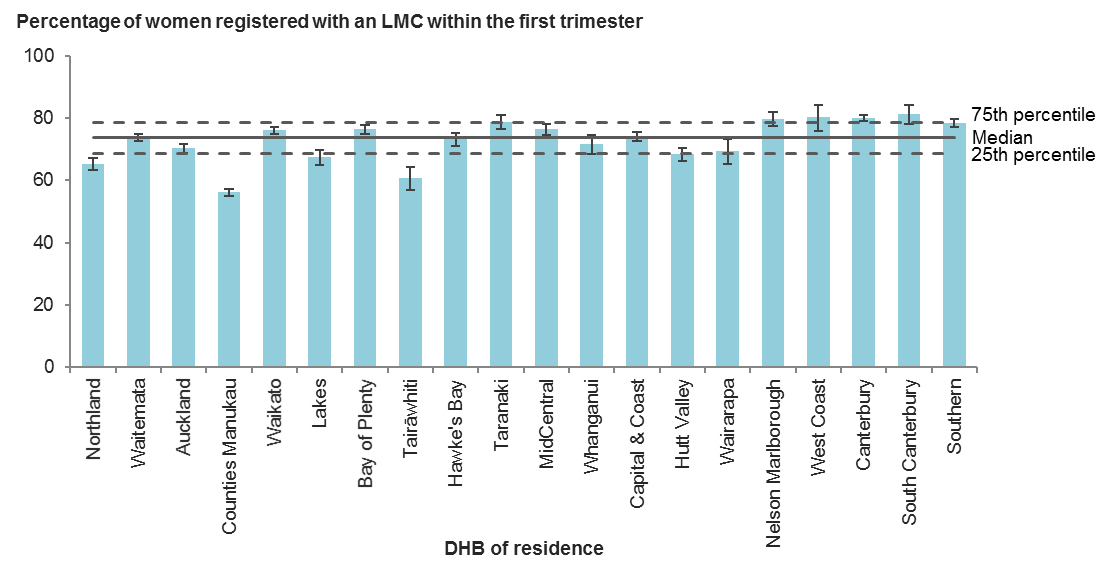 Percentage of women registered with an LMC within the first trimester
100
80
60
40
20
0
75th percentile
Median
25th percentile
Northland
Waitemata
Auckland
Counties Manukau
Waikato
Lakes
Bay of Plenty
Tairāwhiti
Hawke's Bay
Taranaki
MidCentral
Whanganui
Capital & Coast
Hutt Valley
Wairarapa
Nelson Marlborough
West Coast
Canterbury
South Canterbury
Southern
DHB of residence